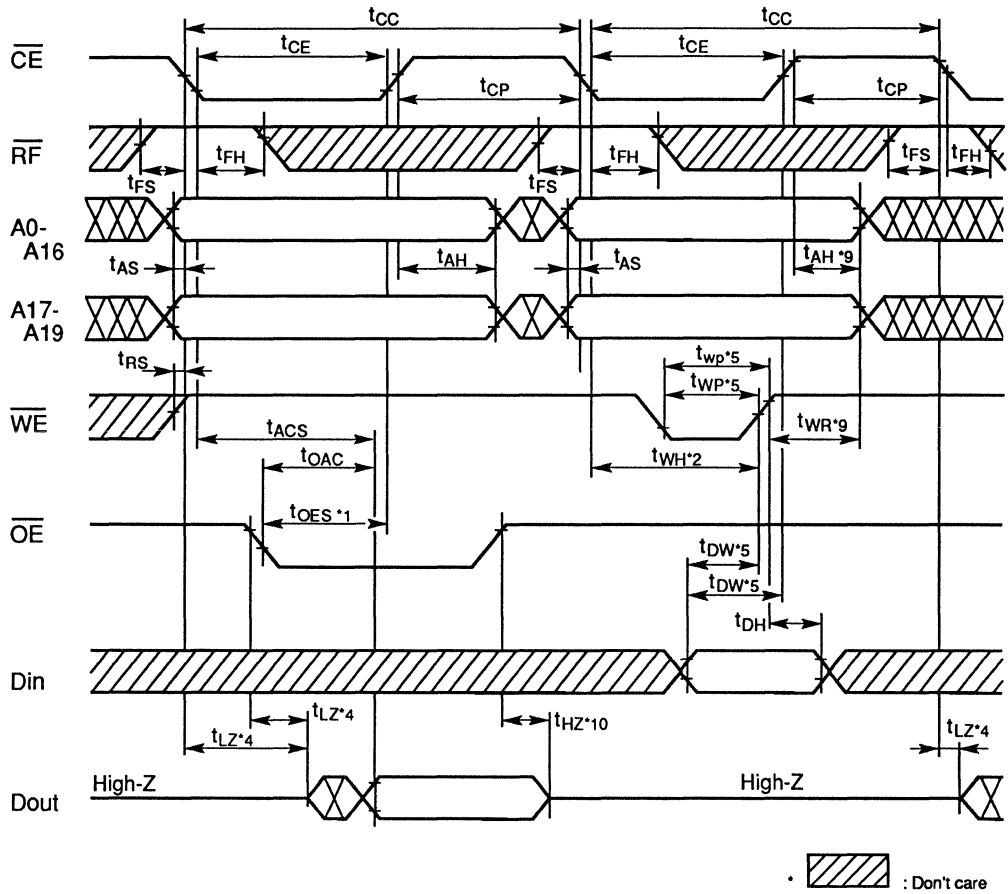 tCC tCC
CE tCE tCE
tCP tCP
RF tFH tFH tFS tFH
tFS tFS
A0-
A16
tAS tAH tAS tAH *9
A17-
A19
tRS twp*5
tWP*5
WE
tACS tWR*9
tOAC tWH*2
tOES *1
OE
tDW*5
tDW*5
tDH
Din
tLZ*4 tHZ*10
tLZ*4 tLZ*4
High-Z High-Z
Dout
* : Don't care